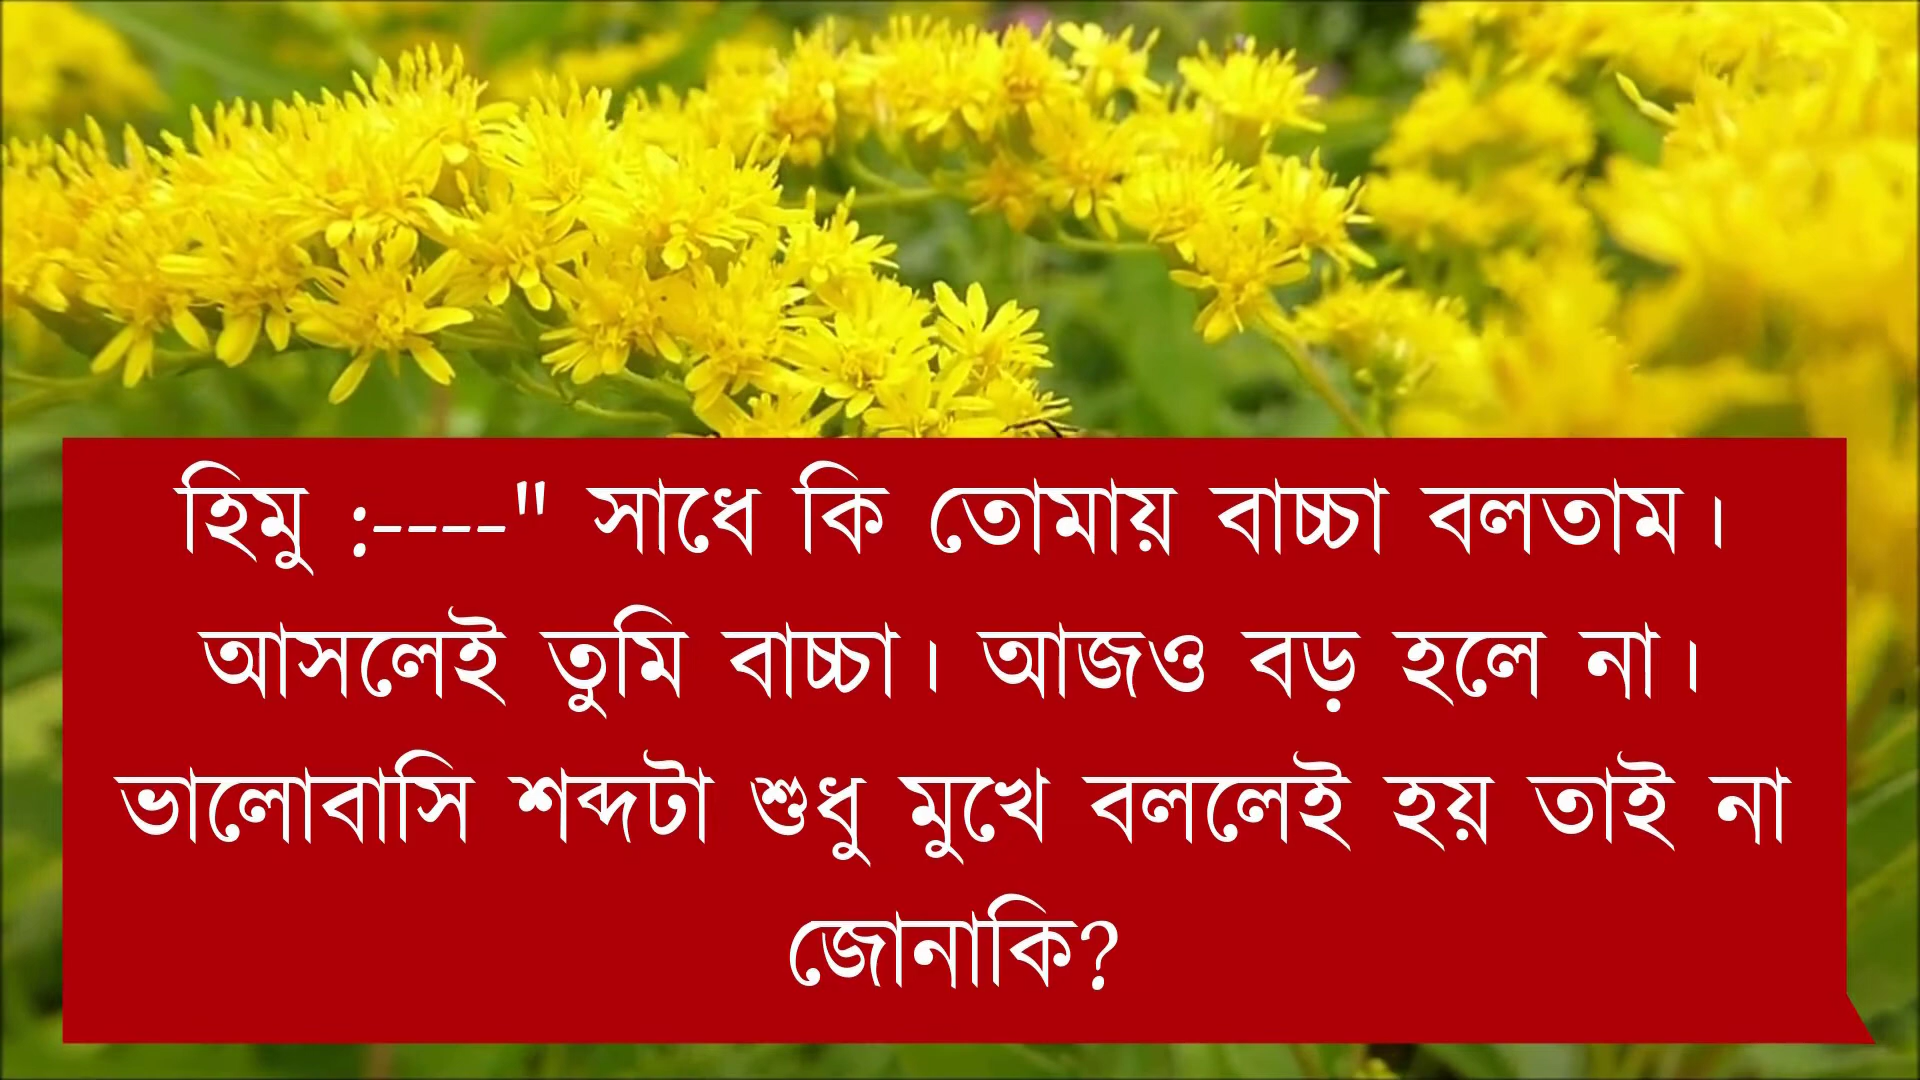 হিমু :----" সাধে কি তোমায় বাচ্চা বলতাম।
আসলেই তুমি বাচ্চা। আজও বড় হলে না।
ভালোবাসি শব্দটা শুধু মুখে বললেই হয় তাই না
জোনাকি?